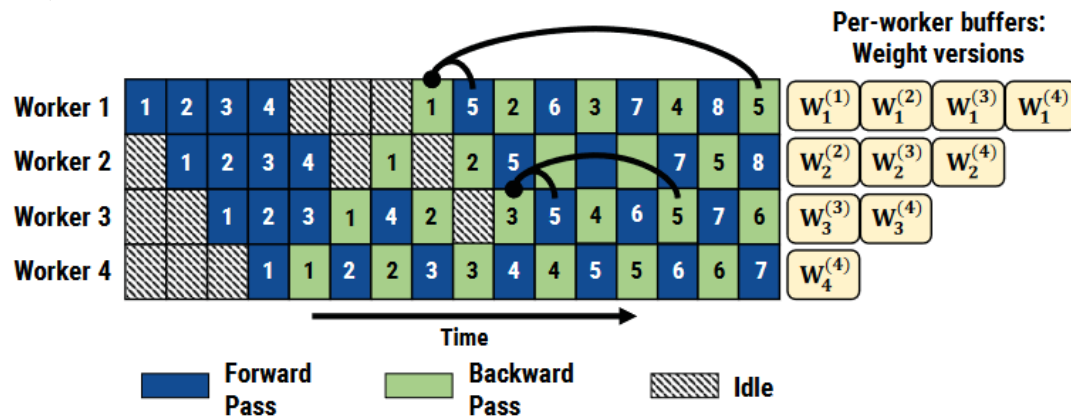 Per-worker buffers:
Weight versions
Worker 1 1 2 3 4 1 5 2 6 3 7 4 8 5 W₁⁽¹⁾ W₁⁽²⁾ W₁⁽³⁾ W₁⁽⁴⁾
Worker 2 1 2 3 4 1 2 5 7 5 8 W₂⁽²⁾ W₂⁽³⁾ W₂⁽⁴⁾
Worker 3 1 2 3 1 4 2 3 5 4 6 5 7 6 W₃⁽³⁾ W₃⁽⁴⁾
Worker 4 1 1 2 2 3 3 4 4 5 5 6 6 7 W₄⁽⁴⁾
Time
Forward
Pass
Backward
Pass
Idle